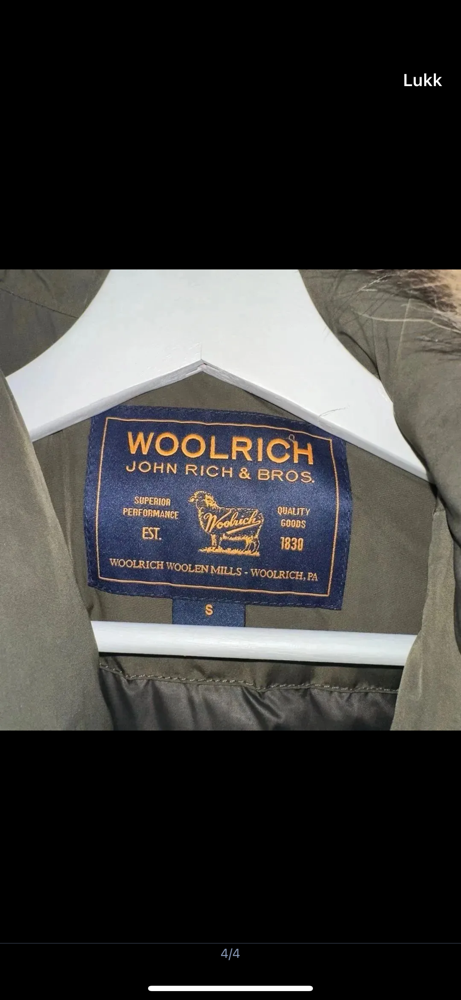 Lukk
WOOLRICH
JOHN RICH & BROS.
SUPERIOR
PERFORMANCE
EST.
Woolrich
QUALITY
GOODS
1830
WOOLRICH WOOLEN MILLS - WOOLRICH, PA
S
4/4